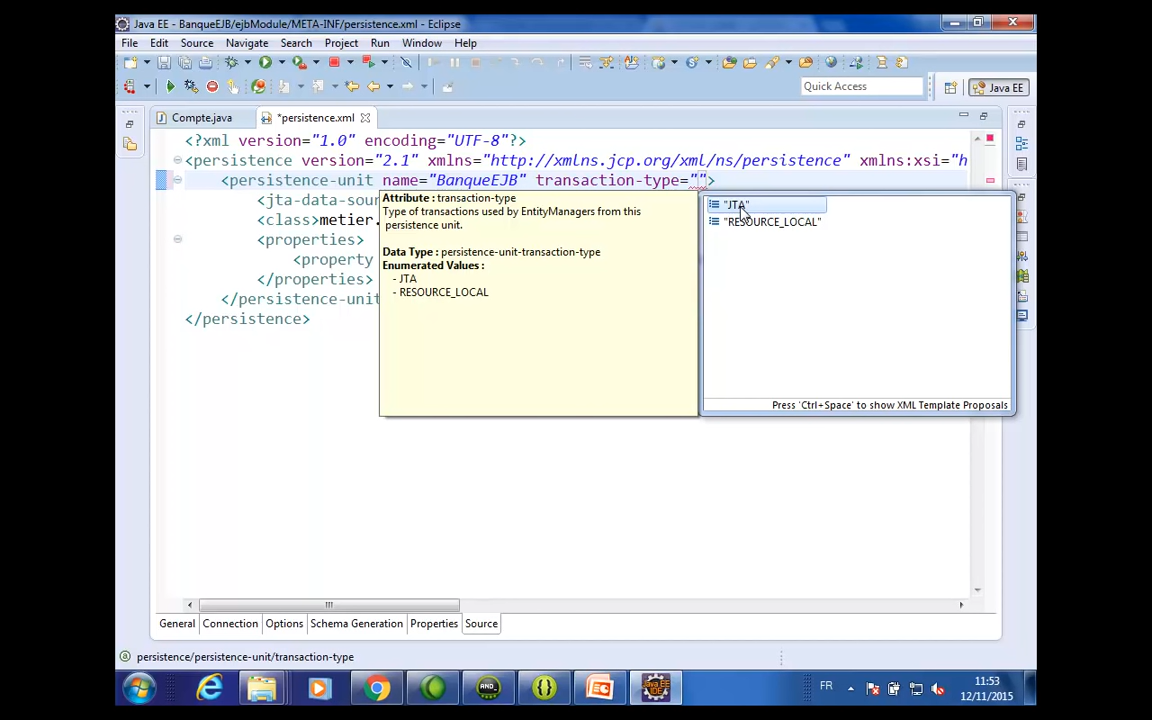 Java EE - BanqueEJB/ejbModule/META-INF/persistence.xml - Eclipse
File Edit Source Navigate Search Project Run Window Help
Quick Access
Java EE
Compte.java
*persistence.xml
<?xml version="1.0" encoding="UTF-8"?>
<persistence version="2.1" xmlns="http://xmlns.jcp.org/xml/ns/persistence" xmlns:xsi="h
<persistence-unit name="BanqueEJB" transaction-type="">
<jta-data-sour
<class>metier.
<properties>
<property
</properties>
</persistence-unit
</persistence>
Attribute : transaction-type
Type of transactions used by EntityManagers from this
persistence unit.
Data Type : persistence-unit-transaction-type
Enumerated Values :
- JTA
- RESOURCE_LOCAL
"JTA"
"RESOURCE_LOCAL"
Press 'Ctrl+Space' to show XML Template Proposals
General Connection Options Schema Generation Properties Source
persistence/persistence-unit/transaction-type
AND_
Java EE
IDE
FR
11:53
12/11/2015